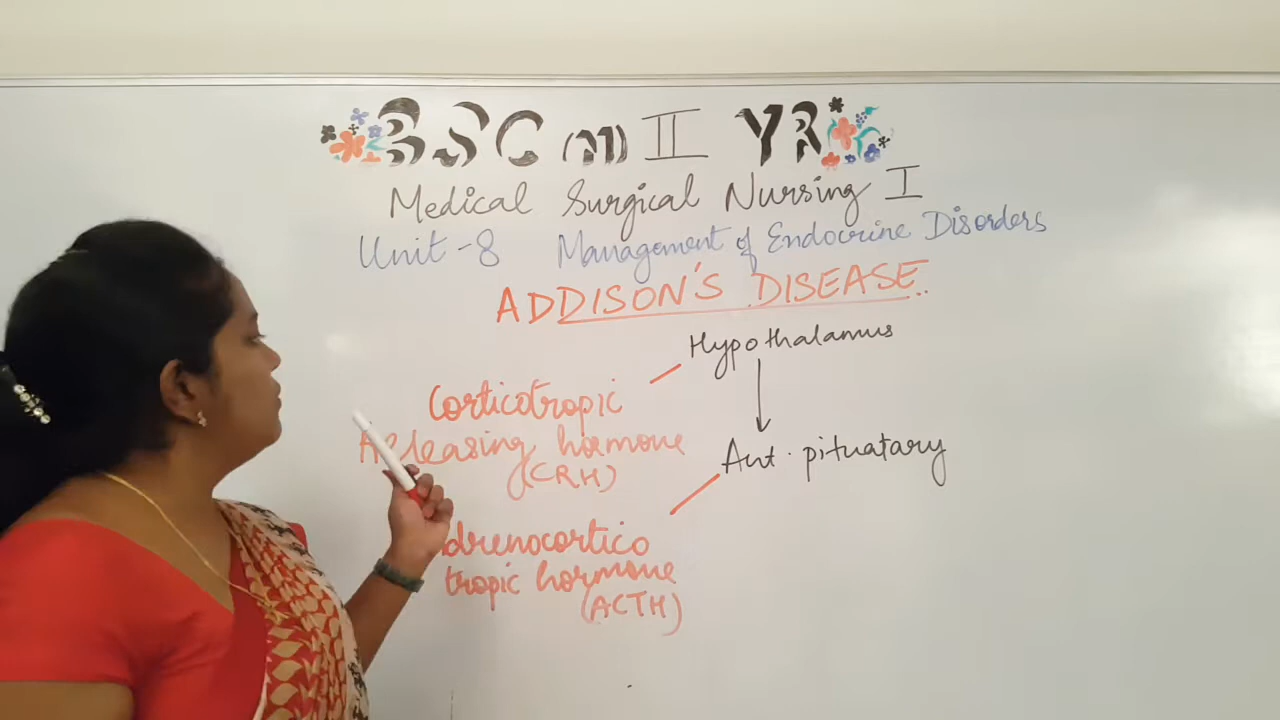 BSC (N) II YR
Medical Surgical Nursing I
Unit-8 Management of Endocrine Disorders
ADDISON'S DISEASE
Hypothalamus
Corticotropic
Releasing hormone
(CRH)
Ant. pituatary
drenocortico
tropic hormone
(ACTH)